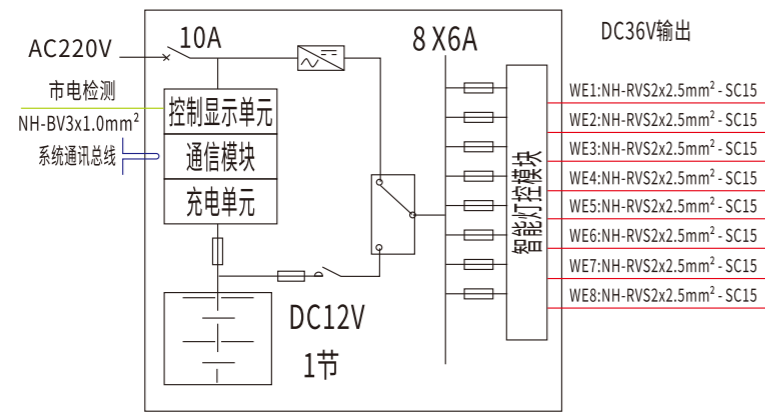 AC220V
10A
8 X6A
DC36V输出
市电检测
NH-BV3x1.0mm²
系统通讯总线
控制显示单元
通信模块
充电单元
DC12V
1节
智能灯控模块
WE1:NH-RVS2x2.5mm² - SC15
WE2:NH-RVS2x2.5mm² - SC15
WE3:NH-RVS2x2.5mm² - SC15
WE4:NH-RVS2x2.5mm² - SC15
WE5:NH-RVS2x2.5mm² - SC15
WE6:NH-RVS2x2.5mm² - SC15
WE7:NH-RVS2x2.5mm² - SC15
WE8:NH-RVS2x2.5mm² - SC15